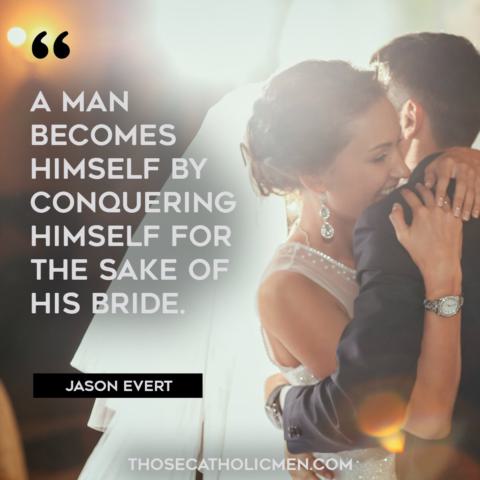 “
A MAN
BECOMES
HIMSELF BY
CONQUERING
HIMSELF FOR
THE SAKE OF
HIS BRIDE.
JASON EVERT
THOSECATHOLICMEN.COM